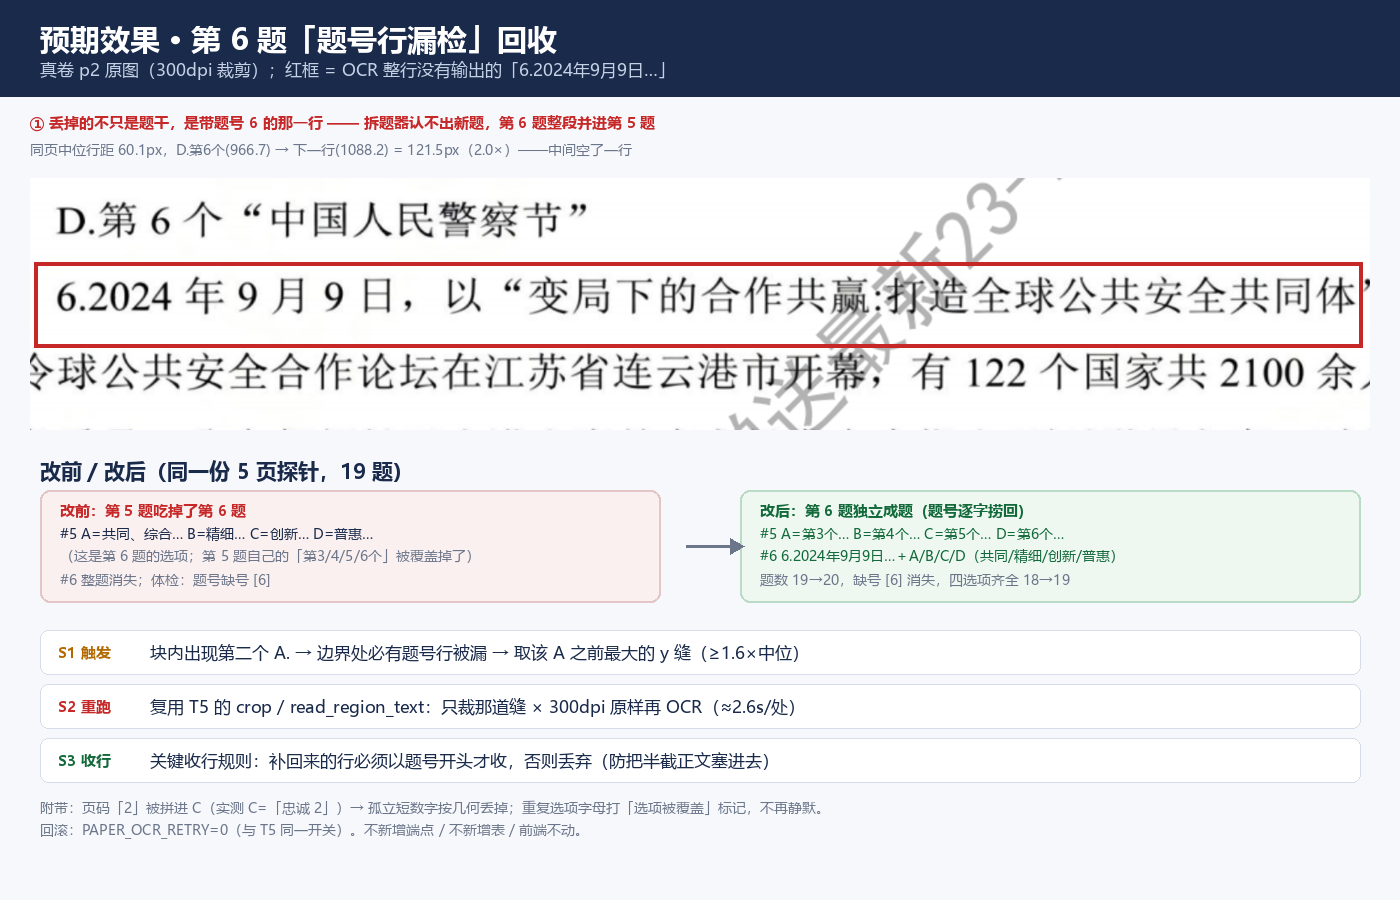 预期效果 • 第 6 题「题号行漏检」回收
真卷 p2 原图（300dpi 裁剪）；红框 = OCR 整行没有输出的「6.2024年9月9日…」
① 丢掉的不只是题干，是带题号 6 的那一行 —— 拆题器认不出新题，第 6 题整段并进第 5 题
同页中位行距 60.1px，D.第6个(966.7) → 下一行(1088.2) = 121.5px（2.0×）——中间空了一行
D.第 6 个“中国人民警察节”
6.2024 年 9 月 9 日，以“变局下的合作共赢:打造全球公共安全共同体”
球公共安全合作论坛在江苏省连云港市开幕，有 122 个国家共 2100 余
送最新23-
改前 / 改后（同一份 5 页探针，19 题）
改前：第 5 题吃掉了第 6 题
#5 A=共同、综合… B=精细… C=创新… D=普惠…
（这是第 6 题的选项；第 5 题自己的「第3/4/5/6个」被覆盖掉了）
#6 整题消失；体检：题号缺号 [6]
改后：第 6 题独立成题（题号逐字捞回）
#5 A=第3个… B=第4个… C=第5个… D=第6个…
#6 6.2024年9月9日… + A/B/C/D（共同/精细/创新/普惠）
题数 19→20，缺号 [6] 消失，四选项齐全 18→19
S1 触发 块内出现第二个 A. → 边界处必有题号行被漏 → 取该 A 之前最大的 y 缝（≥1.6×中位）
S2 重跑 复用 T5 的 crop / read_region_text：只裁那道缝 × 300dpi 原样再 OCR（≈2.6s/处）
S3 收行 关键收行规则：补回来的行必须以题号开头才收，否则丢弃（防把半截正文塞进去）
附带：页码「2」被拼进 C（实测 C=「忠诚 2」）→ 孤立短数字按几何丢掉；重复选项字母打「选项被覆盖」标记，不再静默。
回滚：PAPER_OCR_RETRY=0（与 T5 同一开关）。不新增端点 / 不新增表 / 前端不动。